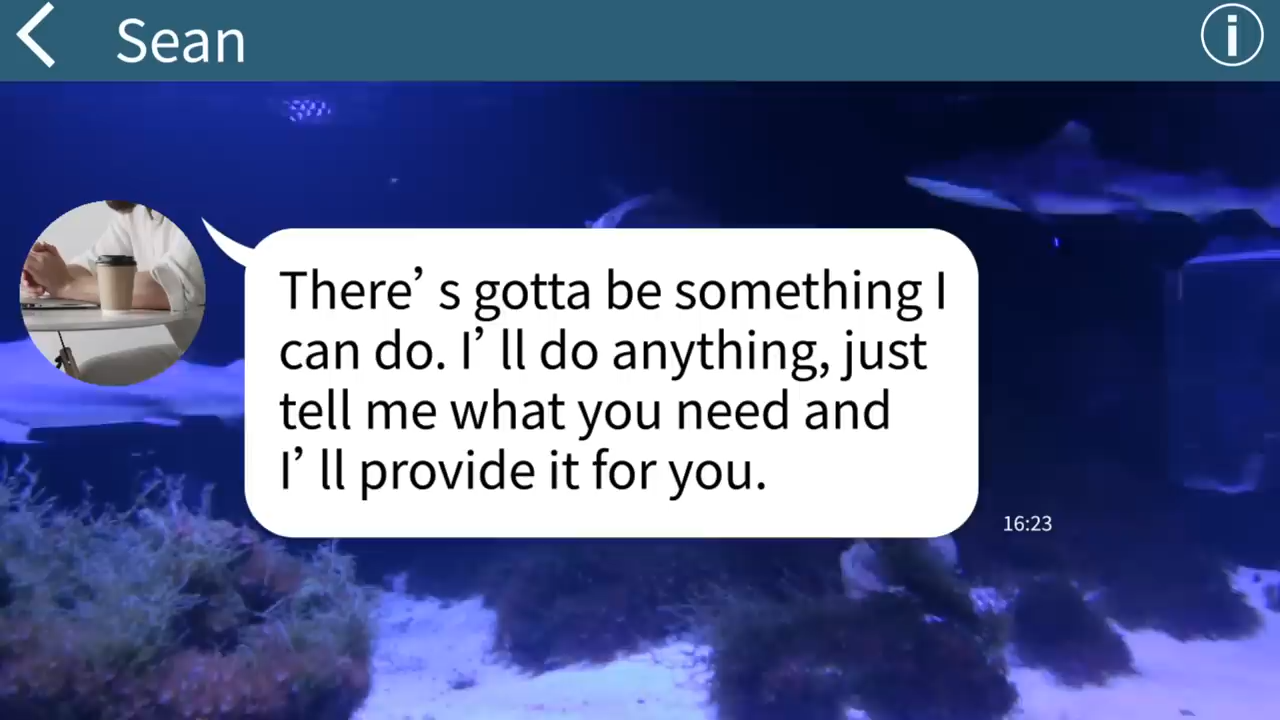 Sean
There’s gotta be something I
can do. I’ll do anything, just
tell me what you need and
I’ll provide it for you.
16:23